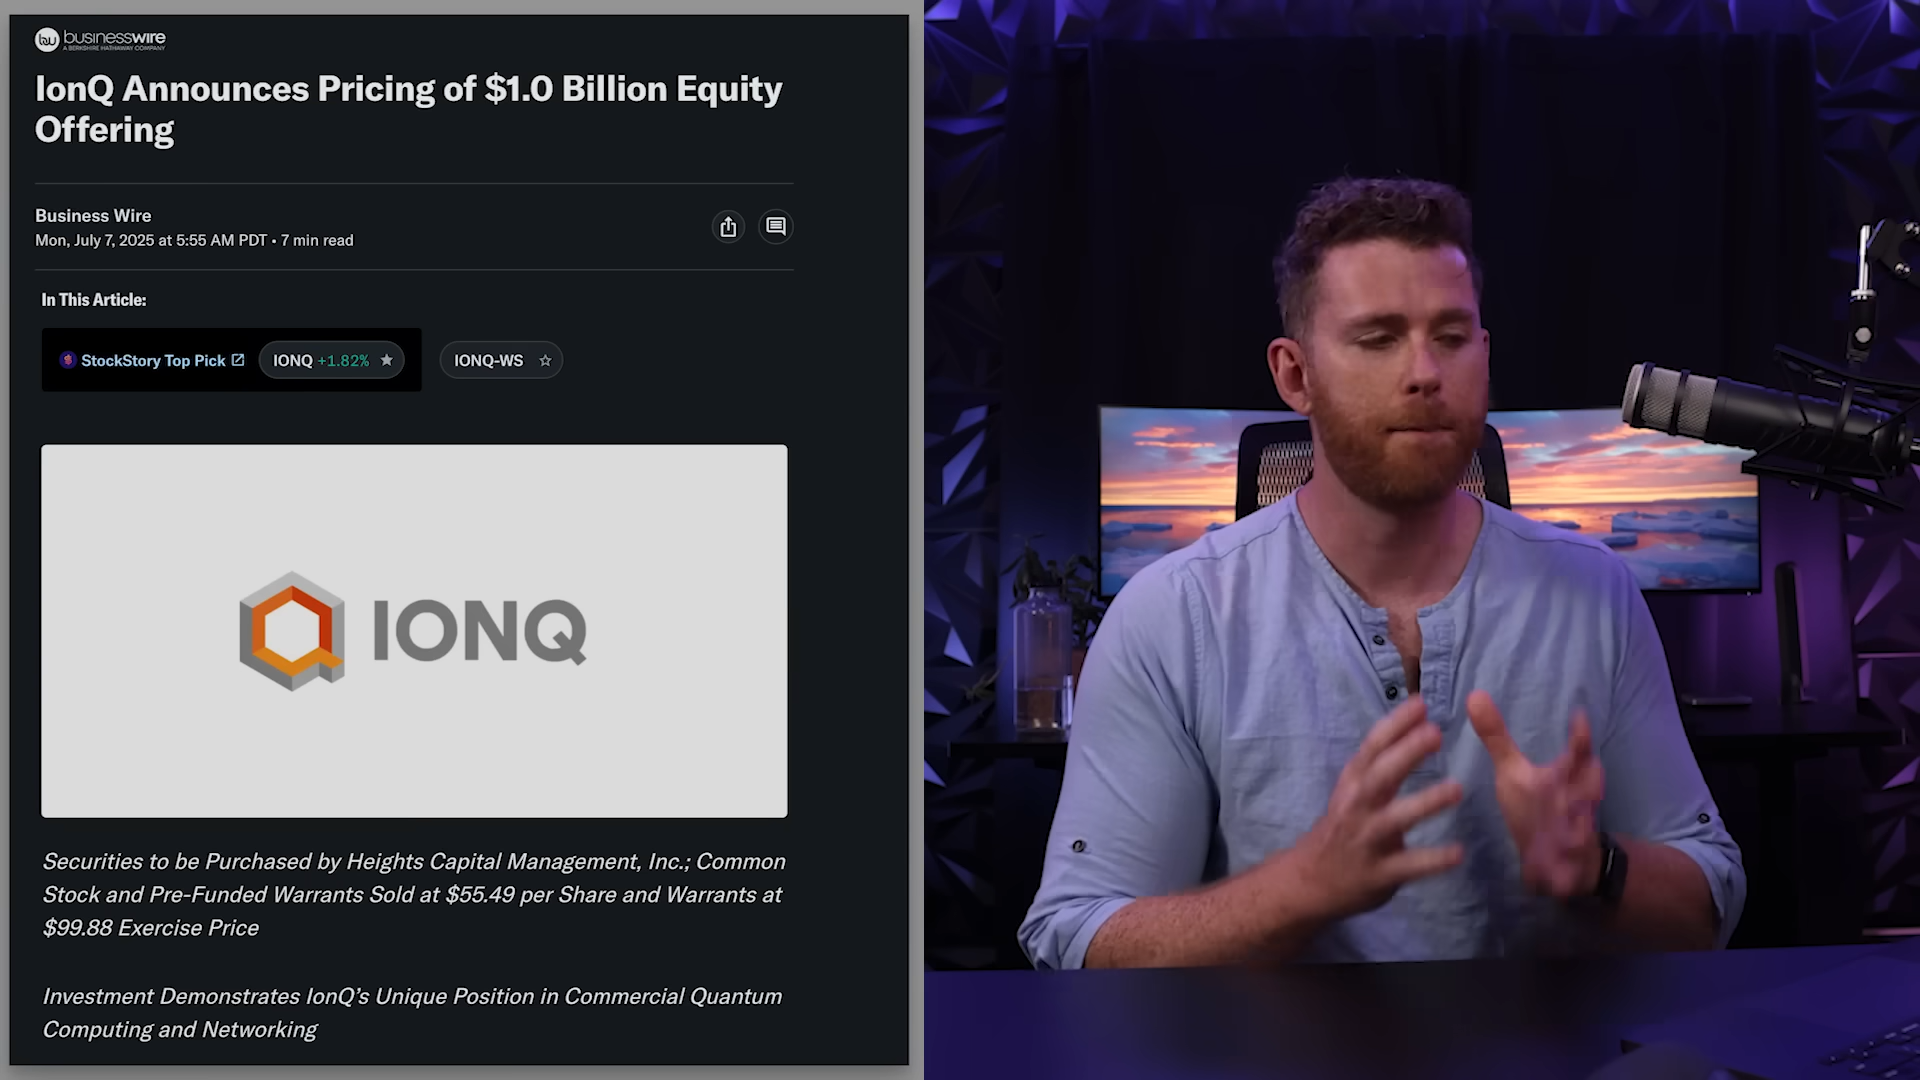 businesswire
A BERKSHIRE HATHAWAY COMPANY
IonQ Announces Pricing of $1.0 Billion Equity
Offering
Business Wire
Mon, July 7, 2025 at 5:55 AM PDT • 7 min read
In This Article:
StockStory Top Pick IONQ +1.82% IONQ-WS
IONQ
Securities to be Purchased by Heights Capital Management, Inc.; Common
Stock and Pre-Funded Warrants Sold at $55.49 per Share and Warrants at
$99.88 Exercise Price
Investment Demonstrates IonQ's Unique Position in Commercial Quantum
Computing and Networking